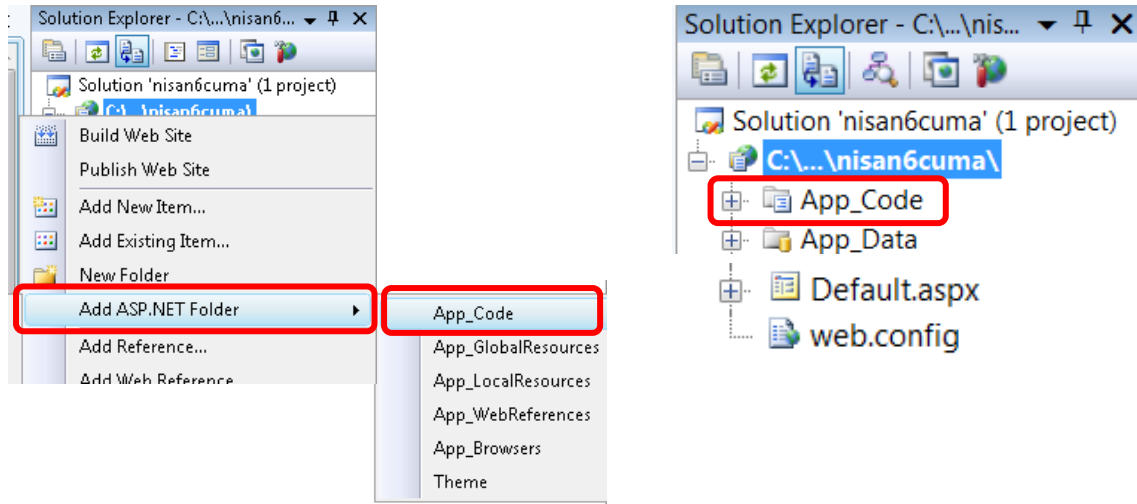 Solution Explorer - C:\...\nisan6...
Solution 'nisan6cuma' (1 project)
C:\...\nisan6cuma\
Build Web Site
Publish Web Site
Add New Item...
Add Existing Item...
New Folder
Add ASP.NET Folder
Add Reference...
Add Web Reference
App_Code
App_GlobalResources
App_LocalResources
App_WebReferences
App_Browsers
Theme
Solution Explorer - C:\...\nis...
Solution 'nisan6cuma' (1 project)
C:\...\nisan6cuma\
App_Code
App_Data
Default.aspx
web.config